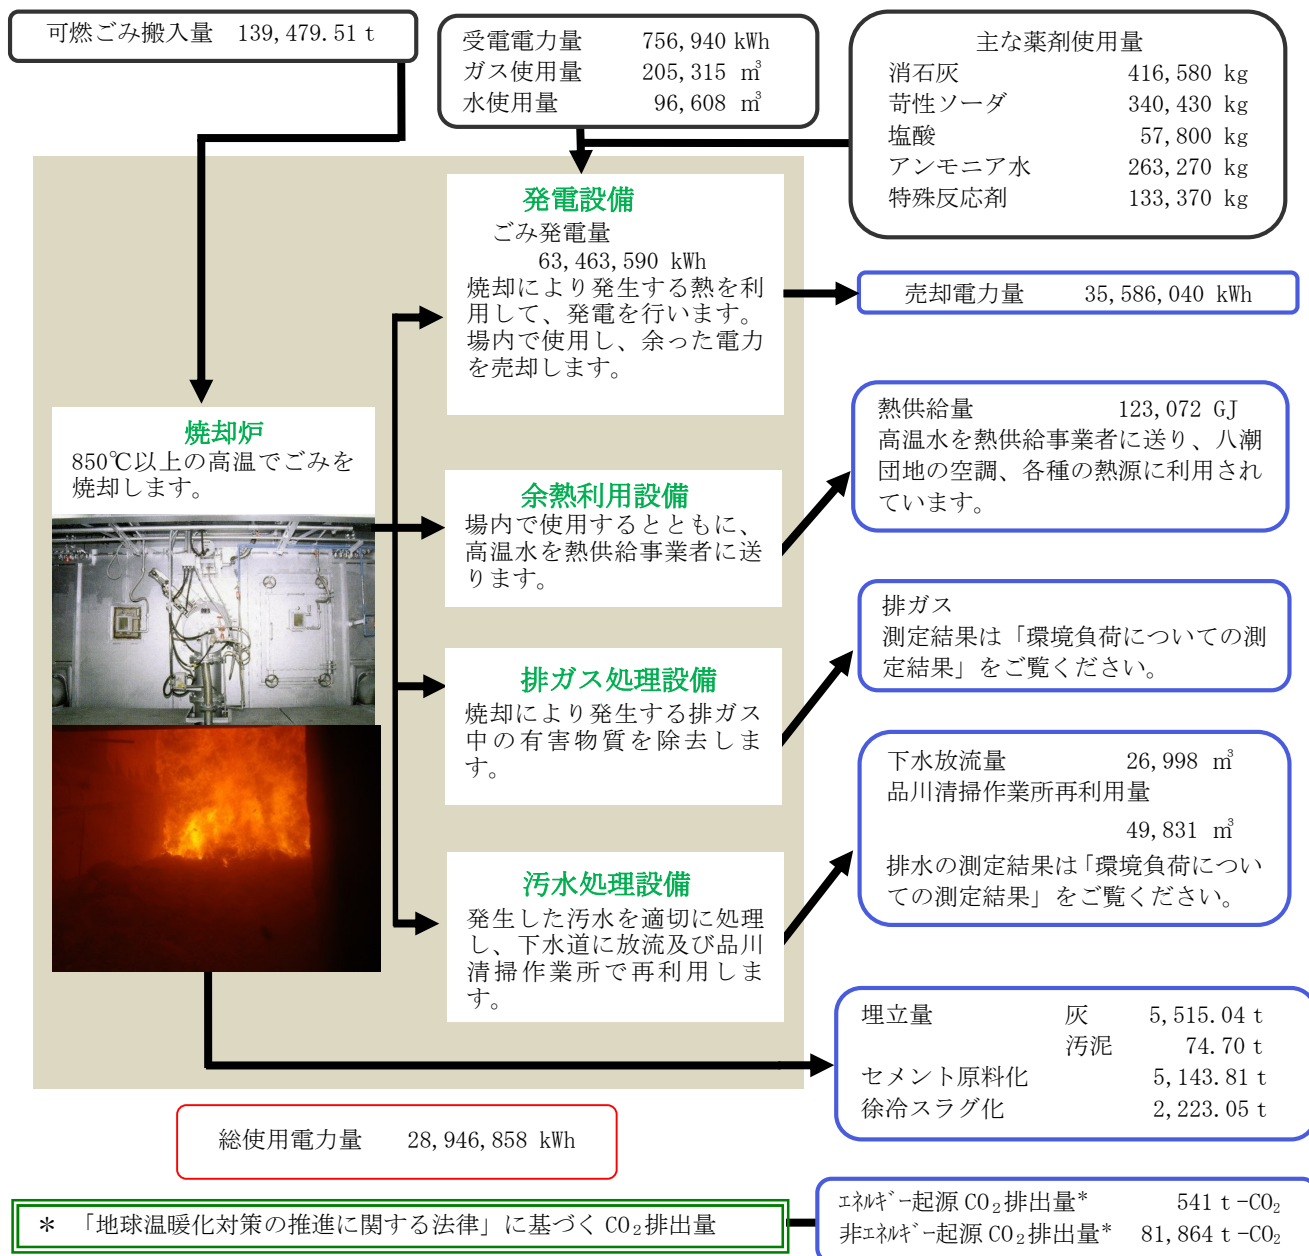 可燃ごみ搬入量 139,479.51 t
受電電力量 756,940 kWh
ガス使用量 205,315 ㎥
水使用量 96,608 ㎥
主な薬剤使用量
消石灰 416,580 kg
苛性ソーダ 340,430 kg
塩酸 57,800 kg
アンモニア水 263,270 kg
特殊反応剤 133,370 kg
発電設備
ごみ発電量
63,463,590 kWh
焼却により発生する熱を利
用して、発電を行います。
場内で使用し、余った電力
を売却します。
売却電力量 35,586,040 kWh
焼却炉
850℃以上の高温でごみを
焼却します。
余熱利用設備
場内で使用するとともに、
高温水を熱供給事業者に送
ります。
熱供給量 123,072 GJ
高温水を熱供給事業者に送り、八潮
団地の空調、各種の熱源に利用され
ています。
排ガス処理設備
焼却により発生する排ガス
中の有害物質を除去しま
す。
排ガス
測定結果は「環境負荷についての測
定結果」をご覧ください。
汚水処理設備
発生した汚水を適切に処理
し、下水道に放流及び品川
清掃作業所で再利用しま
す。
下水放流量 26,998 ㎥
品川清掃作業所再利用量
49,831 ㎥
排水の測定結果は「環境負荷につい
ての測定結果」をご覧ください。
埋立量 灰 5,515.04 t
汚泥 74.70 t
セメント原料化 5,143.81 t
徐冷スラグ化 2,223.05 t
総使用電力量 28,946,858 kWh
＊ 「地球温暖化対策の推進に関する法律」に基づく CO₂排出量
ｴﾈﾙｷﾞｰ起源 CO₂排出量* 541 t-CO₂
非ｴﾈﾙｷﾞｰ起源 CO₂排出量* 81,864 t-CO₂